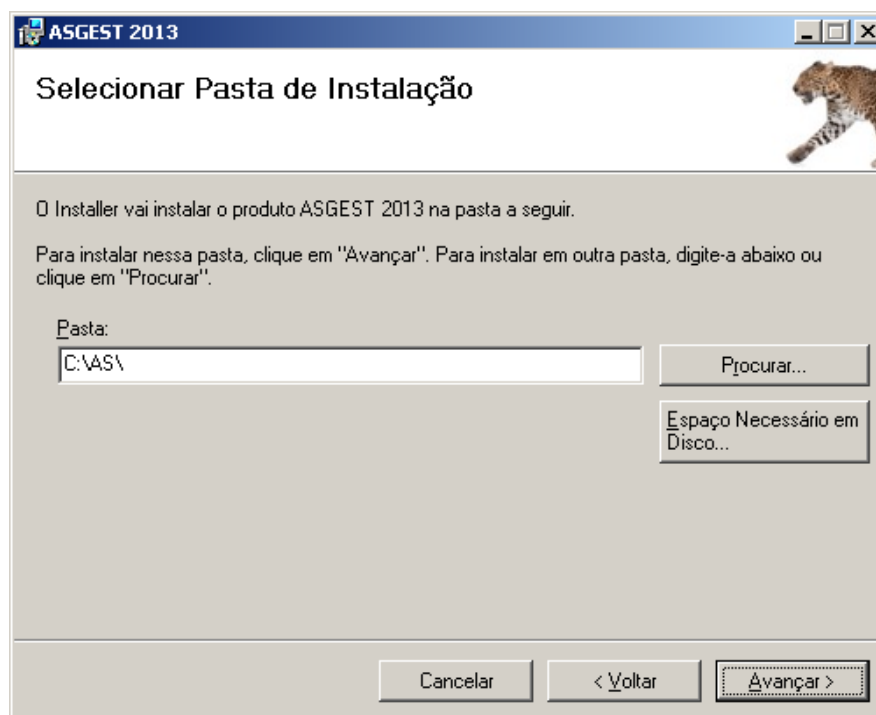 ASGEST 2013
Selecionar Pasta de Instalação
O Installer vai instalar o produto ASGEST 2013 na pasta a seguir.
Para instalar nessa pasta, clique em "Avançar". Para instalar em outra pasta, digite-a abaixo ou
clique em "Procurar".
Pasta:
C:\AS\
Procurar...
Espaço Necessário em
Disco...
Cancelar
< Voltar
Avançar >